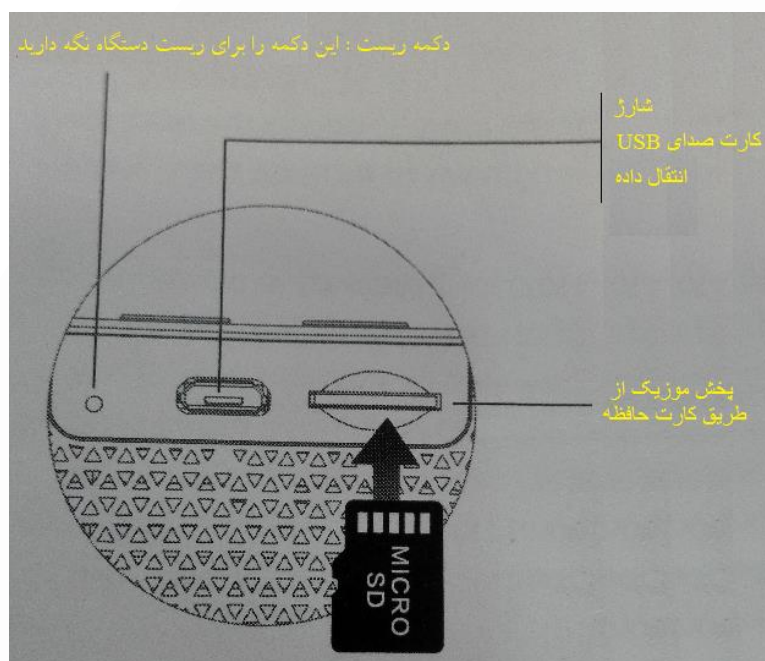 دکمه ریست : این دکمه را برای ریست دستگاه نگه دارید
شارژ
کارت صدای USB
انتقال داده
پخش موزیک از
طریق کارت حافظه
MICRO
SD